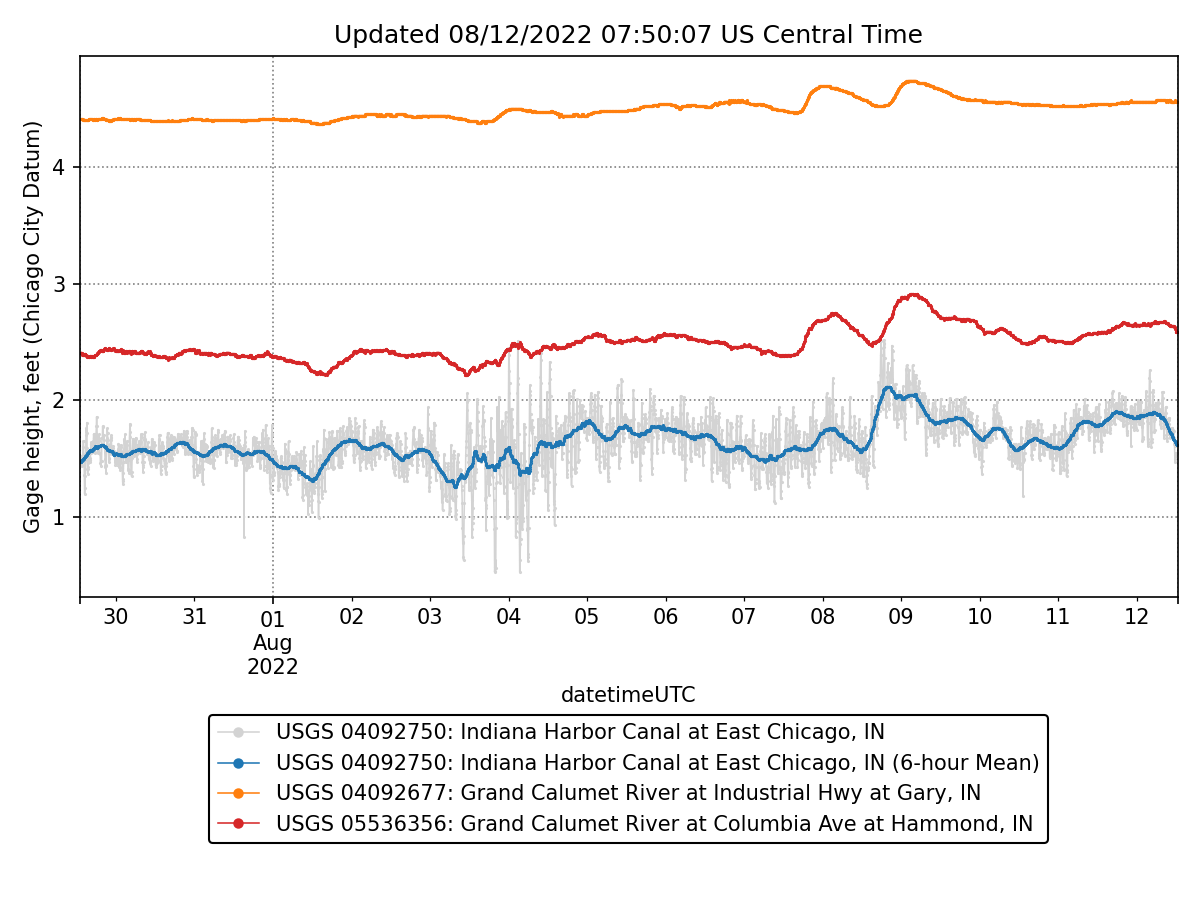 Updated 08/12/2022 07:50:07 US Central Time
Gage height, feet (Chicago City Datum)
4
3
2
1
30 31 01 02 03 04 05 06 07 08 09 10 11 12
Aug
2022
datetimeUTC
USGS 04092750: Indiana Harbor Canal at East Chicago, IN
USGS 04092750: Indiana Harbor Canal at East Chicago, IN (6-hour Mean)
USGS 04092677: Grand Calumet River at Industrial Hwy at Gary, IN
USGS 05536356: Grand Calumet River at Columbia Ave at Hammond, IN